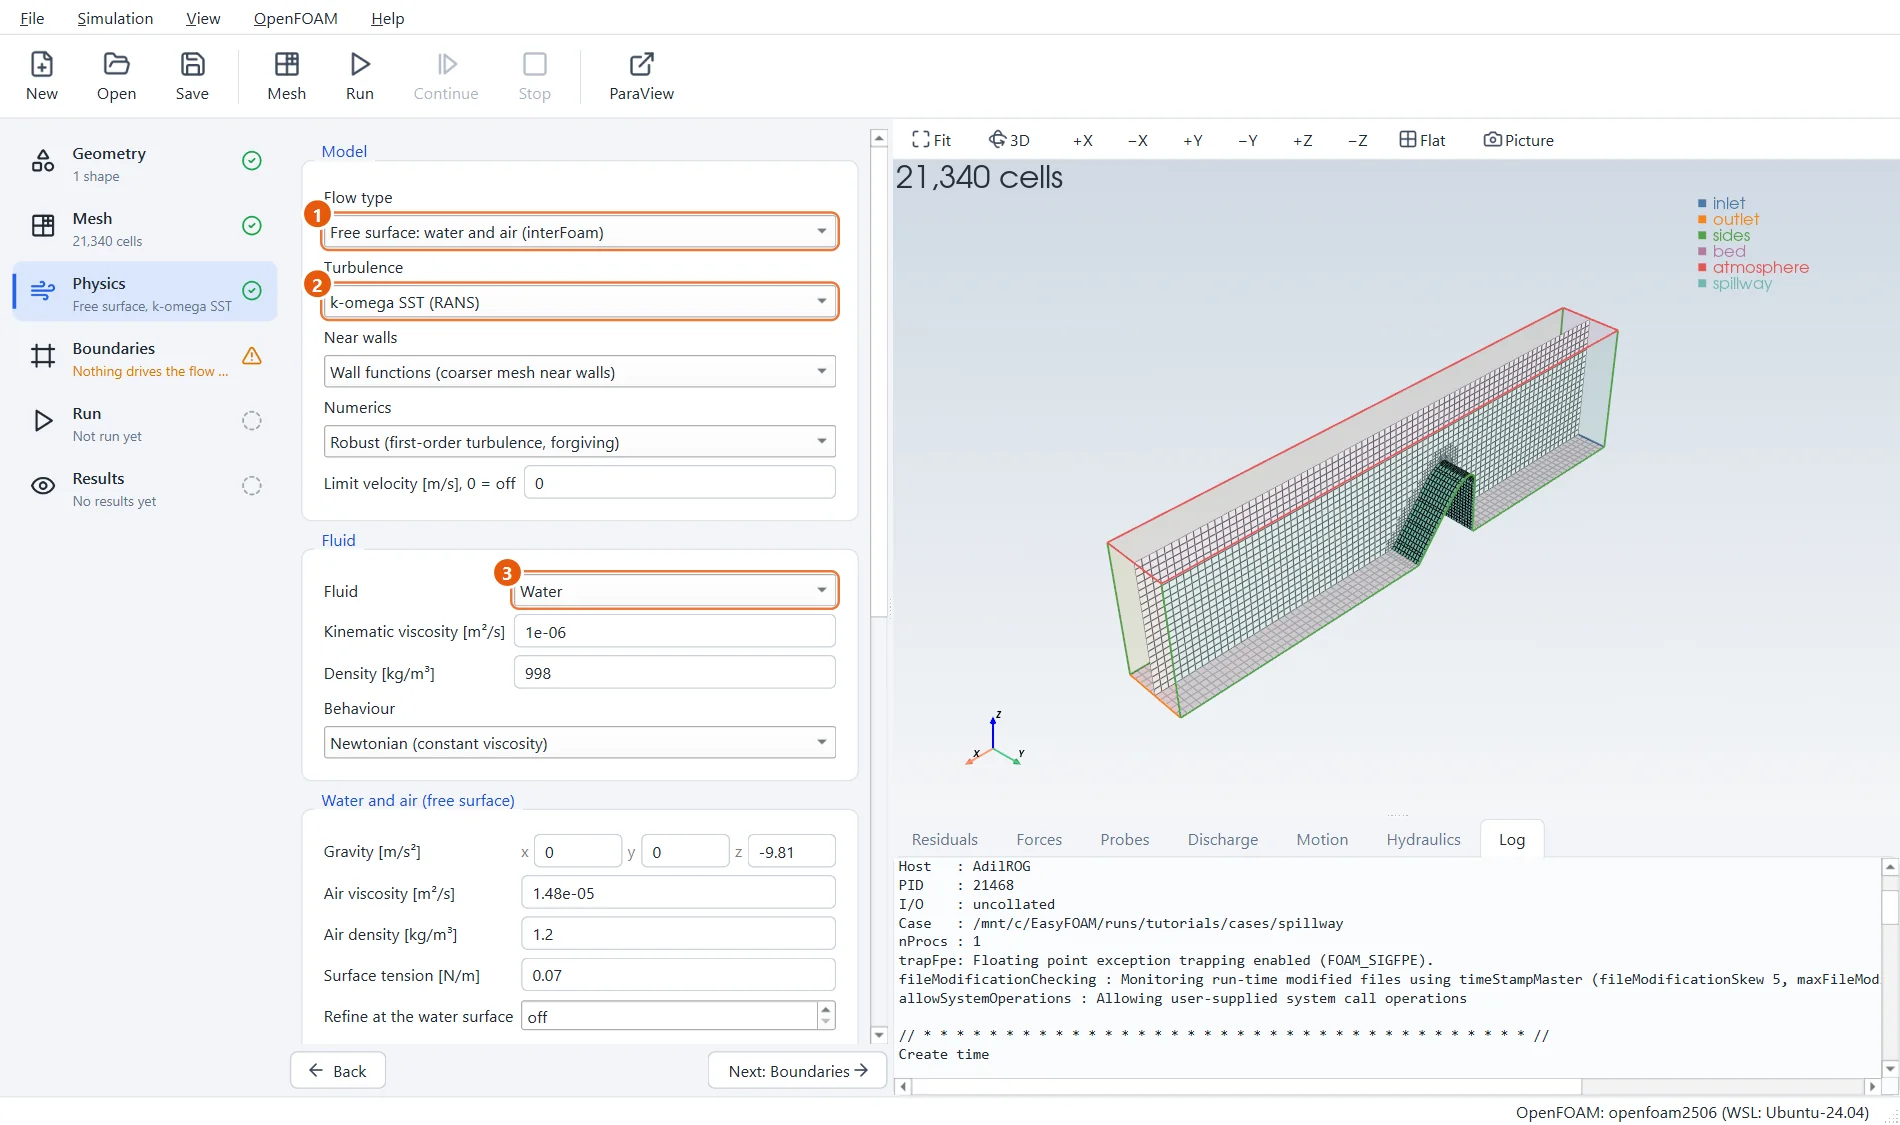 File Simulation View OpenFOAM Help
New Open Save Mesh Run Continue Stop ParaView
Geometry
1 shape
Mesh
21,340 cells
Physics
Free surface, k-omega SST
Boundaries
Nothing drives the flow ...
Run
Not run yet
Results
No results yet
Model
Flow type
1
Free surface: water and air (interFoam)
Turbulence
2
k-omega SST (RANS)
Near walls
Wall functions (coarser mesh near walls)
Numerics
Robust (first-order turbulence, forgiving)
Limit velocity [m/s], 0 = off 0
Fluid
3
Fluid Water
Kinematic viscosity [m²/s] 1e-06
Density [kg/m³] 998
Behaviour
Newtonian (constant viscosity)
Water and air (free surface)
Gravity [m/s²] x 0 y 0 z -9.81
Air viscosity [m²/s] 1.48e-05
Air density [kg/m³] 1.2
Surface tension [N/m] 0.07
Refine at the water surface off
Back Next: Boundaries
Fit 3D +X −X +Y −Y +Z −Z Flat Picture
21,340 cells
inlet
outlet
sides
bed
atmosphere
spillway
Z
X Y
Residuals Forces Probes Discharge Motion Hydraulics Log
Host : AdilROG
PID : 21468
I/O : uncollated
Case : /mnt/c/EasyFOAM/runs/tutorials/cases/spillway
nProcs : 1
trapFpe: Floating point exception trapping enabled (FOAM_SIGFPE).
fileModificationChecking : Monitoring run-time modified files using timeStampMaster (fileModificationSkew 5, maxFileMod
allowSystemOperations : Allowing user-supplied system call operations
// * * * * * * * * * * * * * * * * * * * * * * * * * * * * * * * * * * * * * //
Create time
OpenFOAM: openfoam2506 (WSL: Ubuntu-24.04)